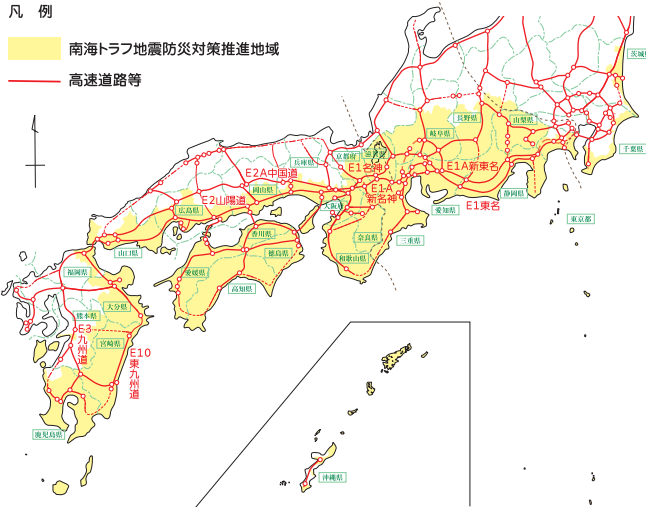 凡 例
南海トラフ地震防災対策推進地域
高速道路等
茨城県
長野県
山梨県
岐阜県
千葉県
京都府
滋賀県
兵庫県
E1名神
E1A新東名
E2A中国道
岡山県
E1A
新名神
静岡県
E2山陽道
大阪府
E1東名
広島県
愛知県
東京都
香川県
奈良県
三重県
山口県
徳島県
和歌山県
福岡県
愛媛県
高知県
大分県
熊本県
E3
九州道
宮崎県
E10
東九州道
鹿児島県
沖縄県